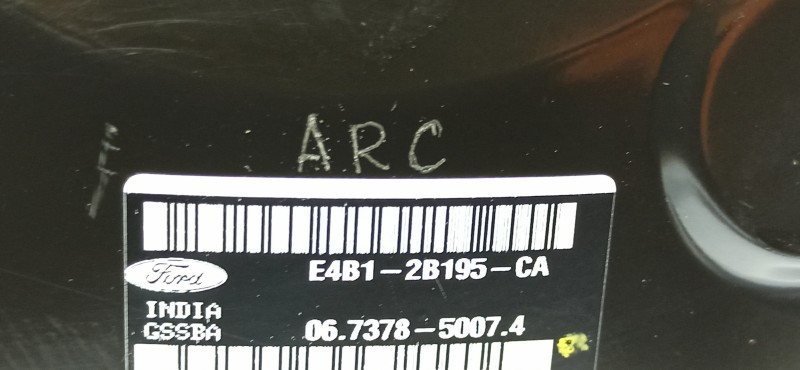 ARC
E4B1-2B195-CA
Ford
INDIA
GSSBA 06.7378-5007.4